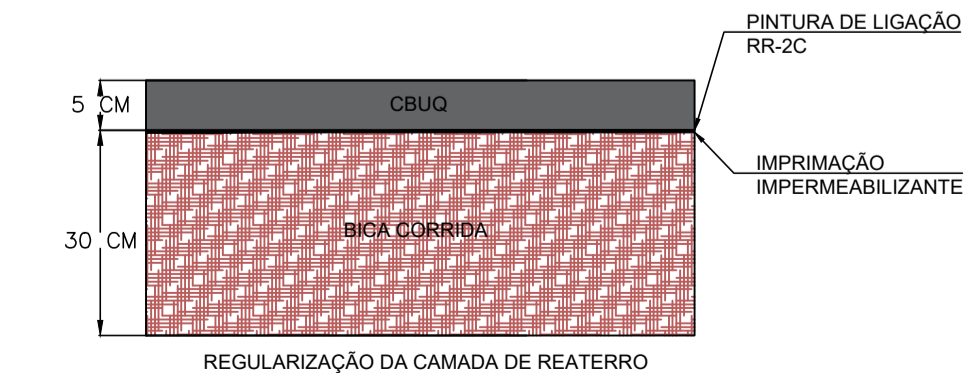 PINTURA DE LIGAÇÃO
RR-2C
5 CM
CBUQ
IMPRIMAÇÃO
IMPERMEABILIZANTE
BICA CORRIDA
30 CM
REGULARIZAÇÃO DA CAMADA DE REATERRO